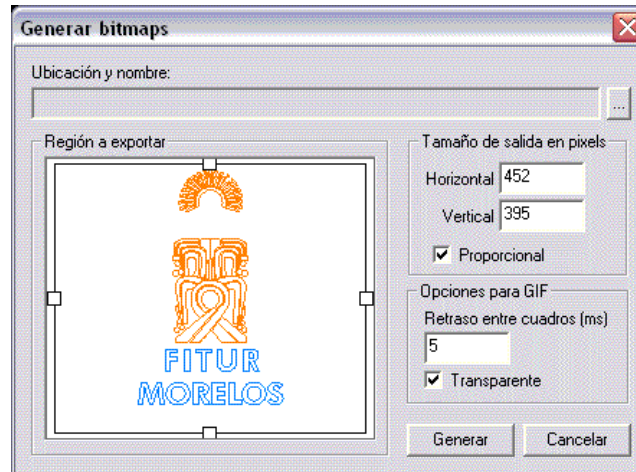 Generar bitmaps
Ubicación y nombre:
...
Región a exportar
FITUR
MORELOS
Tamaño de salida en pixels
Horizontal 452
Vertical 395
Proporcional
Opciones para GIF
Retraso entre cuadros (ms)
5
Transparente
Generar Cancelar